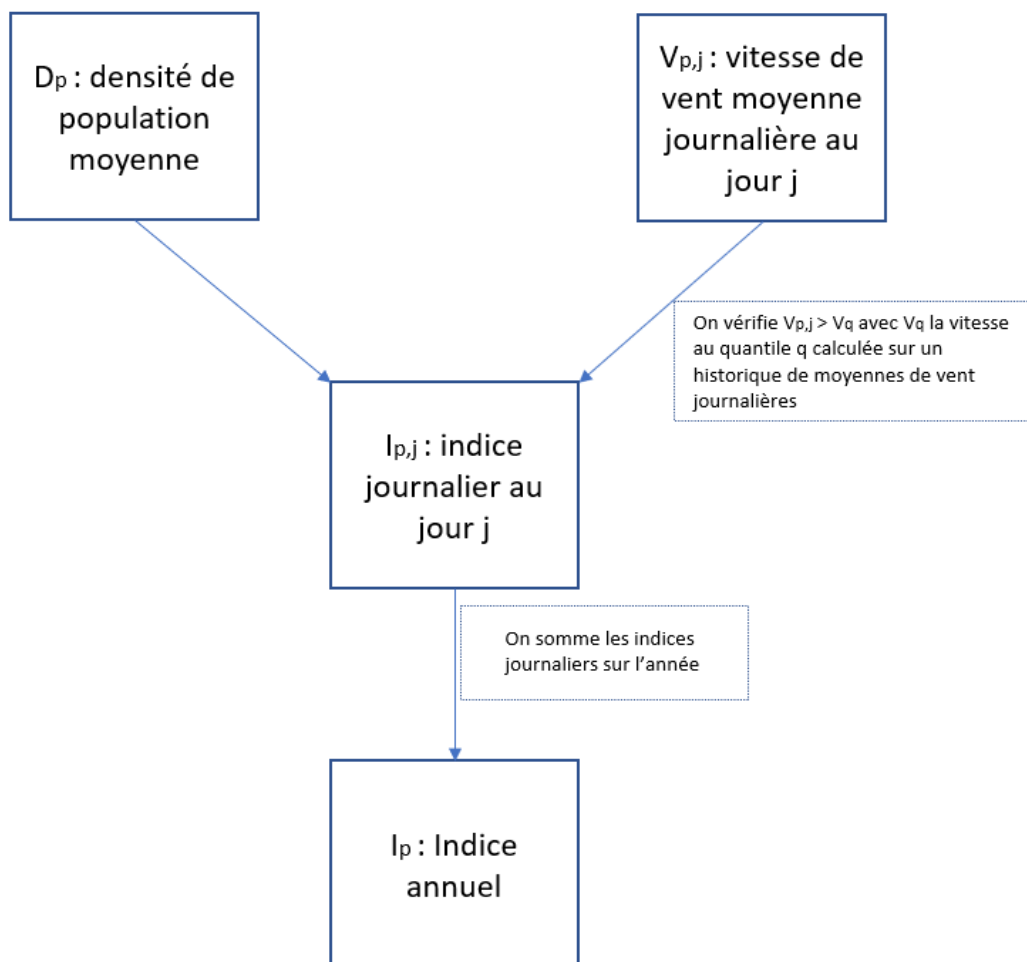 Dp : densité de
population
moyenne
Vp,j : vitesse de
vent moyenne
journalière au
jour j
On vérifie Vp,j > Vq avec Vq la vitesse
au quantile q calculée sur un
historique de moyennes de vent
journalières
Ip,j : indice
journalier au
jour j
On somme les indices
journaliers sur l’année
Ip : Indice
annuel